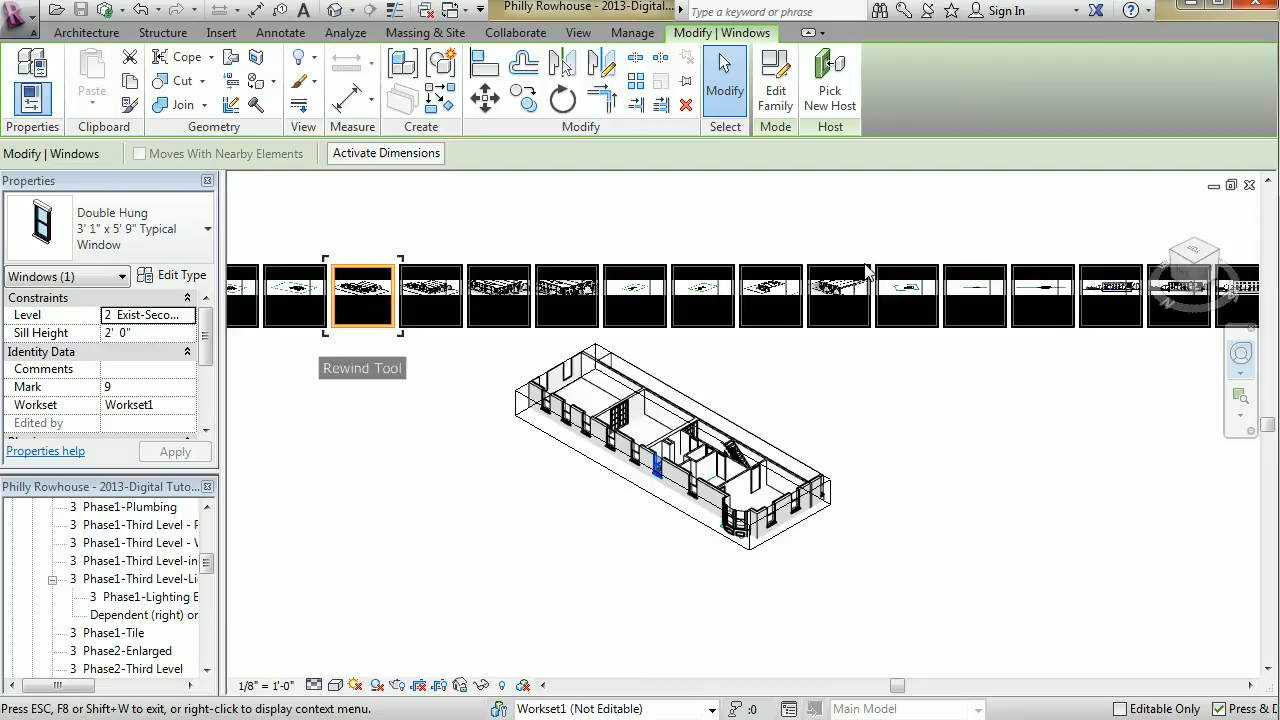 Philly Rowhouse - 2013-Digital
Type a keyword or phrase
Sign In
Architecture
Structure
Insert
Annotate
Analyze
Massing & Site
Collaborate
View
Manage
Modify | Windows
Paste
Cope
Cut
Join
Modify
Edit
Family
Pick
New Host
Properties
Clipboard
Geometry
View
Measure
Create
Modify
Select
Mode
Host
Modify | Windows
Moves With Nearby Elements
Activate Dimensions
Properties
Double Hung
3' 1" x 5' 9" Typical
Window
Windows (1)
Edit Type
Constraints
Level
2 Exist-Seco...
Sill Height
2' 0"
Identity Data
Comments
Mark
9
Workset
Workset1
Edited by
Properties help
Apply
Rewind Tool
Philly Rowhouse - 2013-Digital Tuto...
3 Phase1-Plumbing
3 Phase1-Third Level - 
3 Phase1-Third Level - 
3 Phase1-Third Level-in
3 Phase1-Third Level-Li
3 Phase1-Lighting E
Dependent (right) or
3 Phase1-Tile
3 Phase2-Enlarged
3 Phase2-Third Level
1/8" = 1'-0"
Press ESC, F8 or Shift+W to exit, or right-click to display context menu.
Workset1 (Not Editable)
:0
Main Model
Editable Only
Press & D